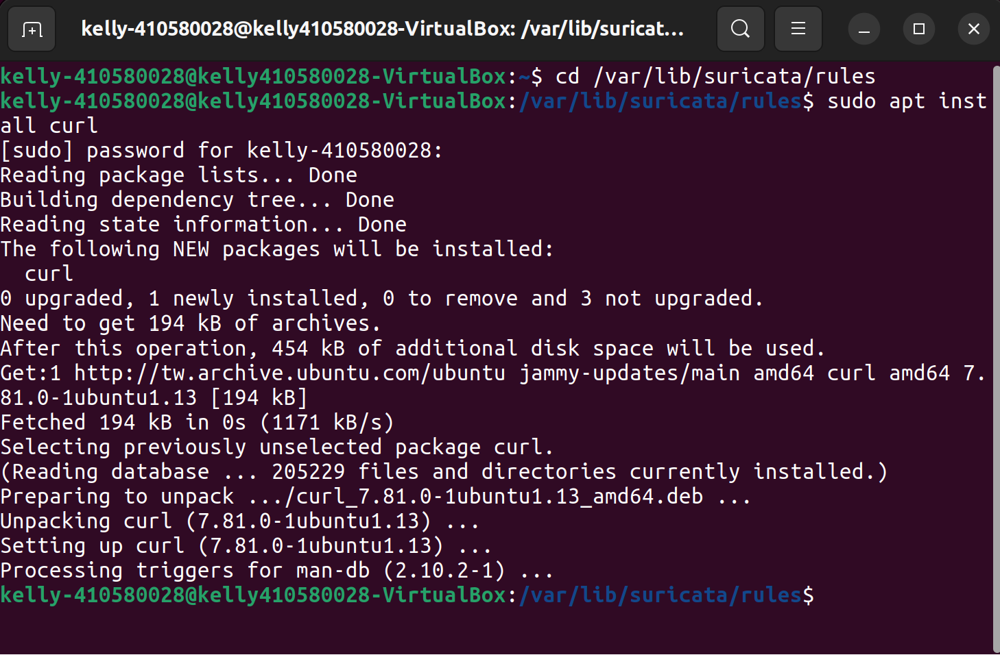 kelly-410580028@kelly410580028-VirtualBox: /var/lib/suricat...
kelly-410580028@kelly410580028-VirtualBox:~$ cd /var/lib/suricata/rules
kelly-410580028@kelly410580028-VirtualBox:/var/lib/suricata/rules$ sudo apt inst
all curl
[sudo] password for kelly-410580028:
Reading package lists... Done
Building dependency tree... Done
Reading state information... Done
The following NEW packages will be installed:
  curl
0 upgraded, 1 newly installed, 0 to remove and 3 not upgraded.
Need to get 194 kB of archives.
After this operation, 454 kB of additional disk space will be used.
Get:1 http://tw.archive.ubuntu.com/ubuntu jammy-updates/main amd64 curl amd64 7.
81.0-1ubuntu1.13 [194 kB]
Fetched 194 kB in 0s (1171 kB/s)
Selecting previously unselected package curl.
(Reading database ... 205229 files and directories currently installed.)
Preparing to unpack .../curl_7.81.0-1ubuntu1.13_amd64.deb ...
Unpacking curl (7.81.0-1ubuntu1.13) ...
Setting up curl (7.81.0-1ubuntu1.13) ...
Processing triggers for man-db (2.10.2-1) ...
kelly-410580028@kelly410580028-VirtualBox:/var/lib/suricata/rules$